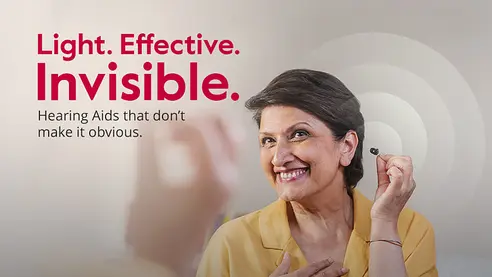 Light. Effective.
Invisible.
Hearing Aids that don't
make it obvious.